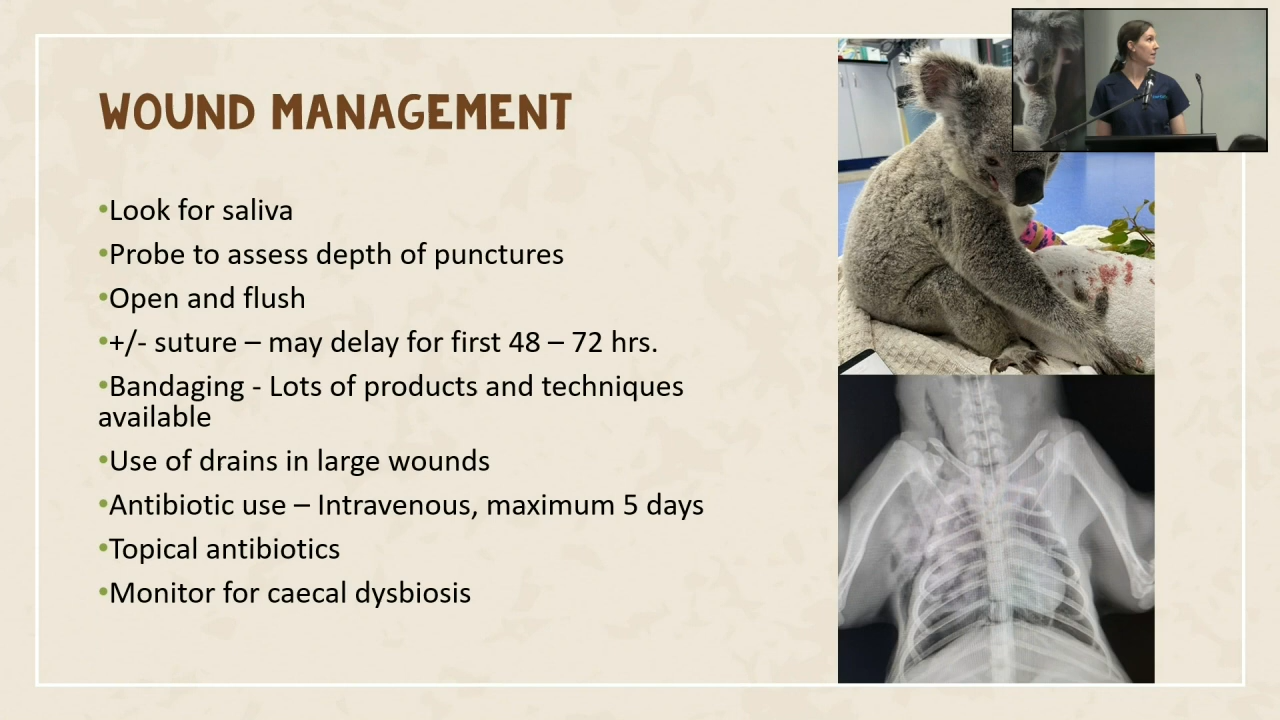 WOUND MANAGEMENT
•Look for saliva
•Probe to assess depth of punctures
•Open and flush
•+/- suture – may delay for first 48 – 72 hrs.
•Bandaging - Lots of products and techniques
available
•Use of drains in large wounds
•Antibiotic use – Intravenous, maximum 5 days
•Topical antibiotics
•Monitor for caecal dysbiosis